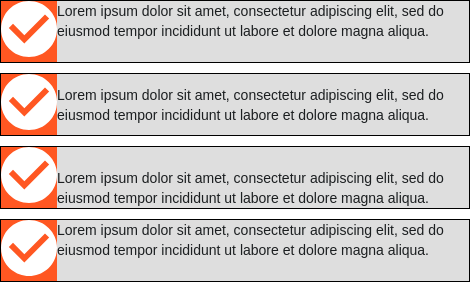 Lorem ipsum dolor sit amet, consectetur adipiscing elit, sed do
eiusmod tempor incididunt ut labore et dolore magna aliqua.
Lorem ipsum dolor sit amet, consectetur adipiscing elit, sed do
eiusmod tempor incididunt ut labore et dolore magna aliqua.
Lorem ipsum dolor sit amet, consectetur adipiscing elit, sed do
eiusmod tempor incididunt ut labore et dolore magna aliqua.
Lorem ipsum dolor sit amet, consectetur adipiscing elit, sed do
eiusmod tempor incididunt ut labore et dolore magna aliqua.